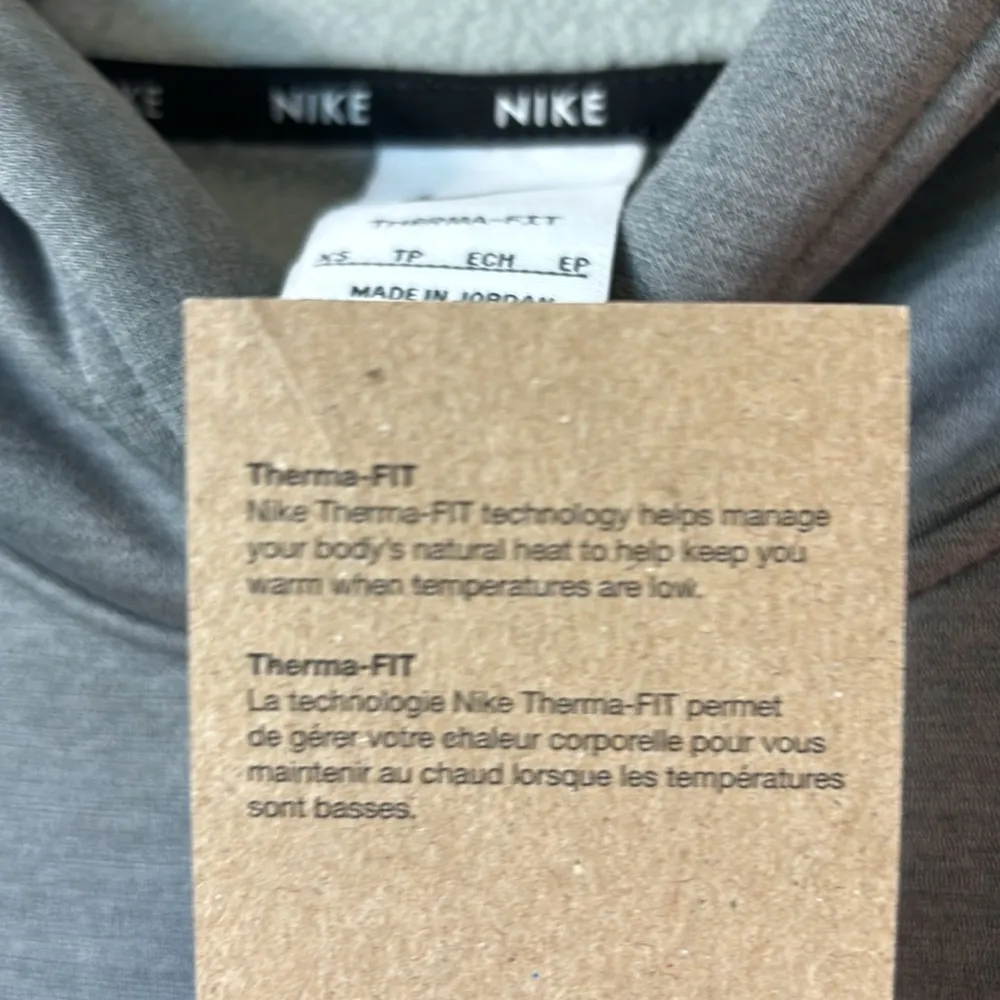 KE NIKE NIKE
THERMA-FIT
XS TP ECH EP
MADE IN JORDAN
Therma-FIT
Nike Therma-FIT technology helps manage
your body's natural heat to help keep you
warm when temperatures are low.
Therma-FIT
La technologie Nike Therma-FIT permet
de gérer votre chaleur corporelle pour vous
maintenir au chaud lorsque les températures
sont basses.